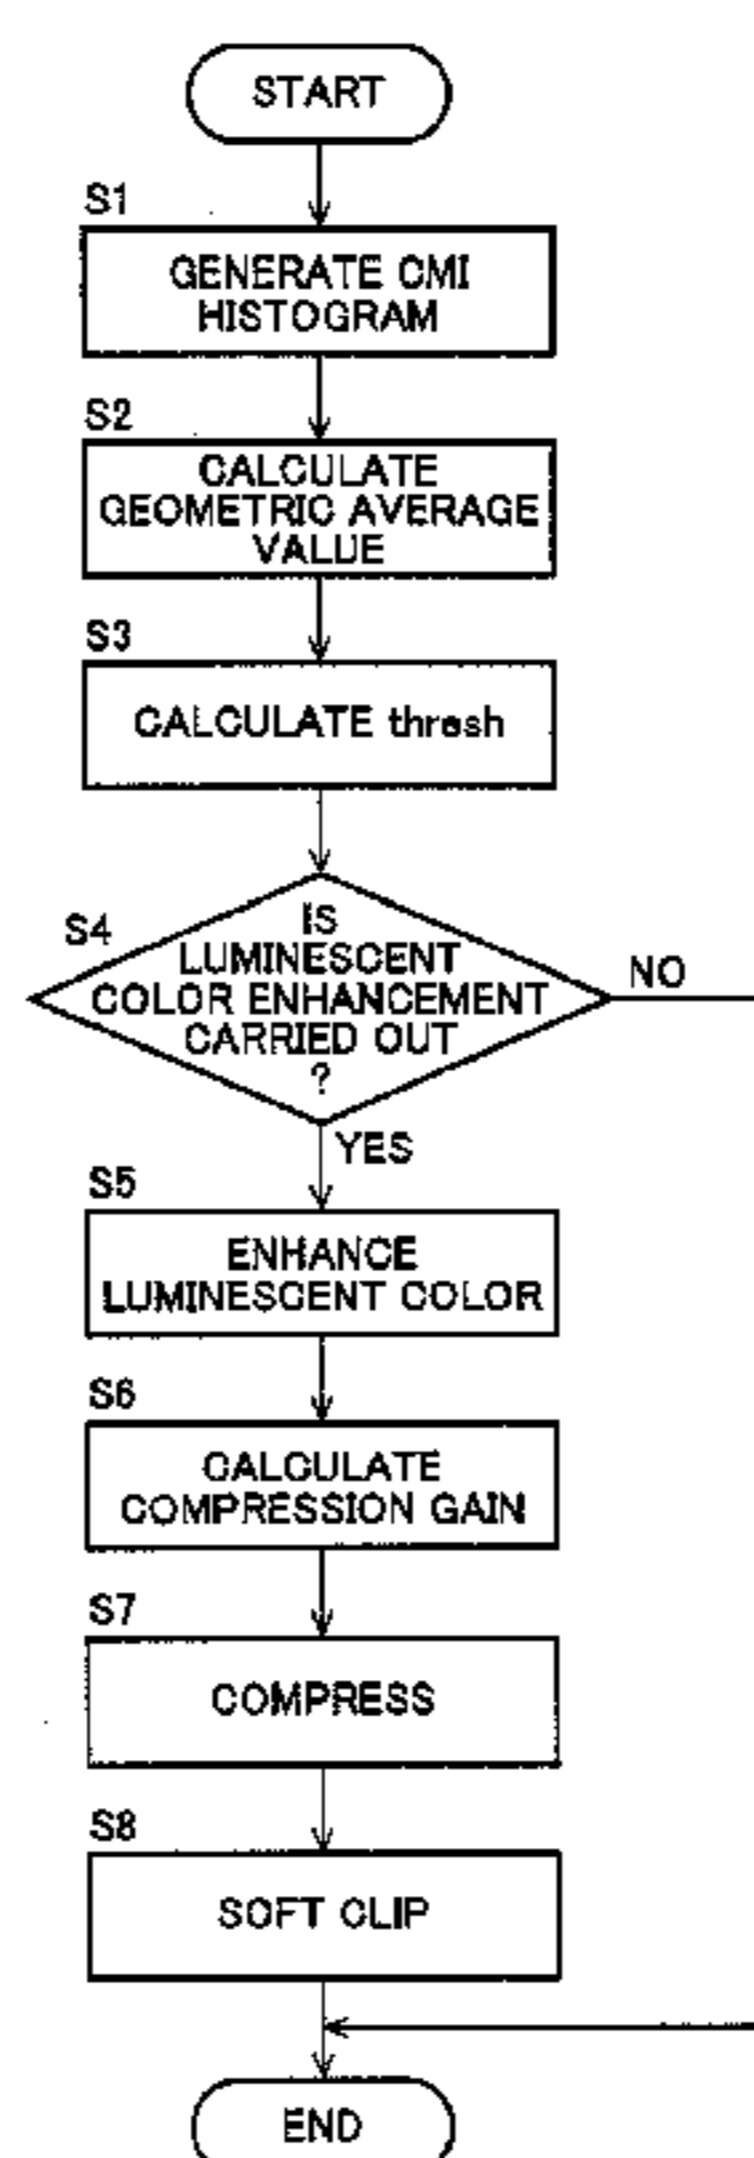 START
S1
GENERATE CMI
HISTOGRAM
S2
CALCULATE
GEOMETRIC AVERAGE
VALUE
S3
CALCULATE thresh
S4
IS
LUMINESCENT
COLOR ENHANCEMENT
CARRIED OUT
?
NO
YES
S5
ENHANCE
LUMINESCENT COLOR
S6
CALCULATE
COMPRESSION GAIN
S7
COMPRESS
S8
SOFT CLIP
END